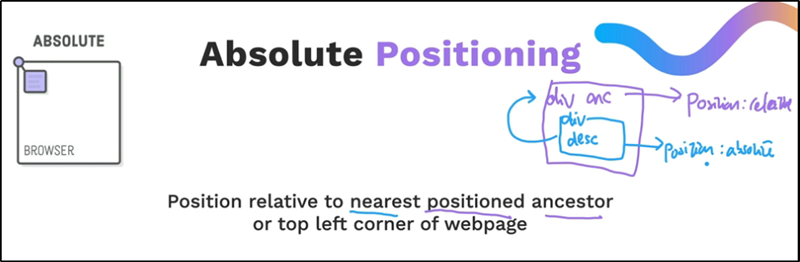 ABSOLUTE
BROWSER
Absolute Positioning
div anc
Position: relative
div
desc
position: absolute
Position relative to nearest positioned ancestor
or top left corner of webpage